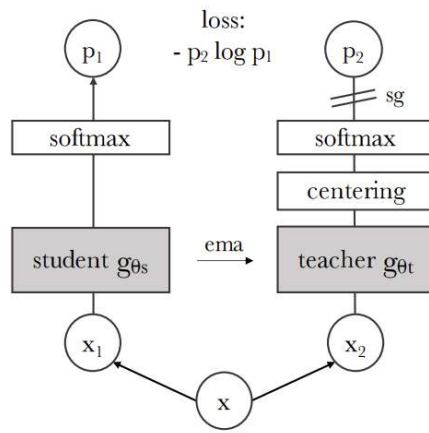 loss:
- p₂ log p₁
p₁
p₂
sg
softmax
softmax
centering
student gθs
ema
teacher gθt
x₁
x₂
x